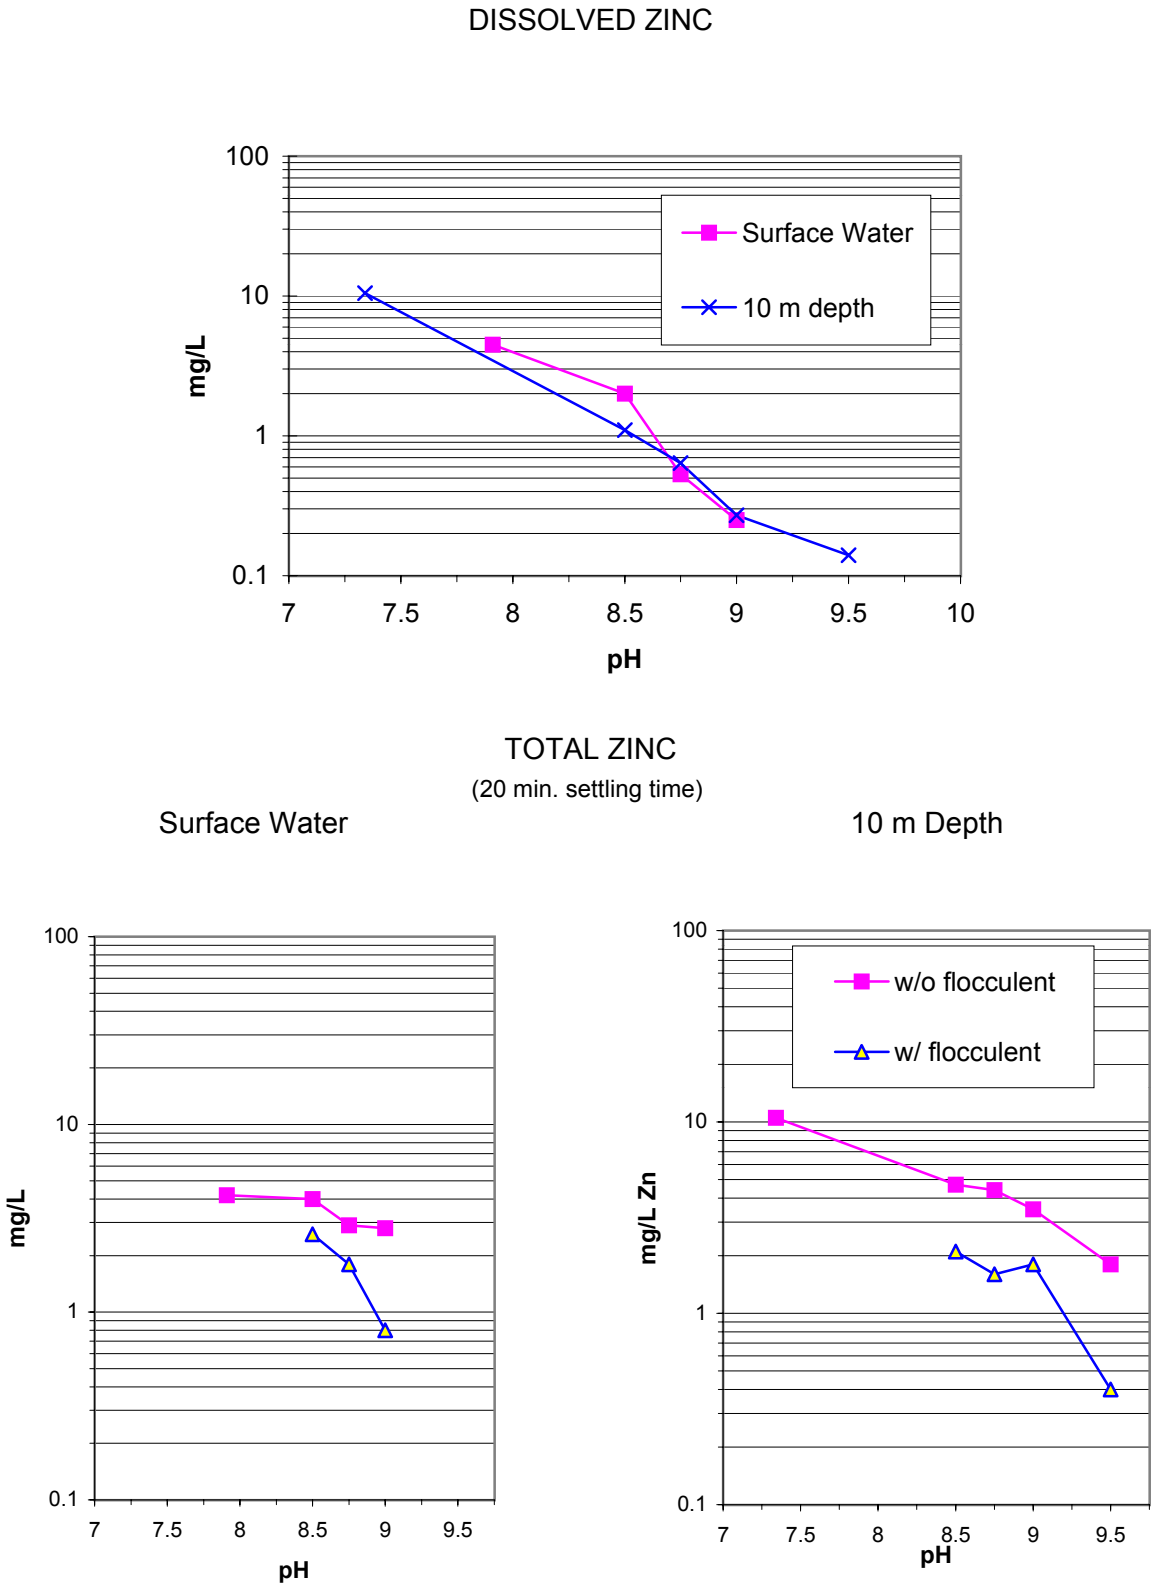 DISSOLVED ZINC
100
10
1
0.1
mg/L
Surface Water
10 m depth
7 7.5 8 8.5 9 9.5 10
pH
TOTAL ZINC
(20 min. settling time)
Surface Water
100
10
1
0.1
mg/L
7 7.5 8 8.5 9 9.5
pH
10 m Depth
100
10
1
0.1
mg/L Zn
w/o flocculent
w/ flocculent
7 7.5 8 8.5 9 9.5
pH